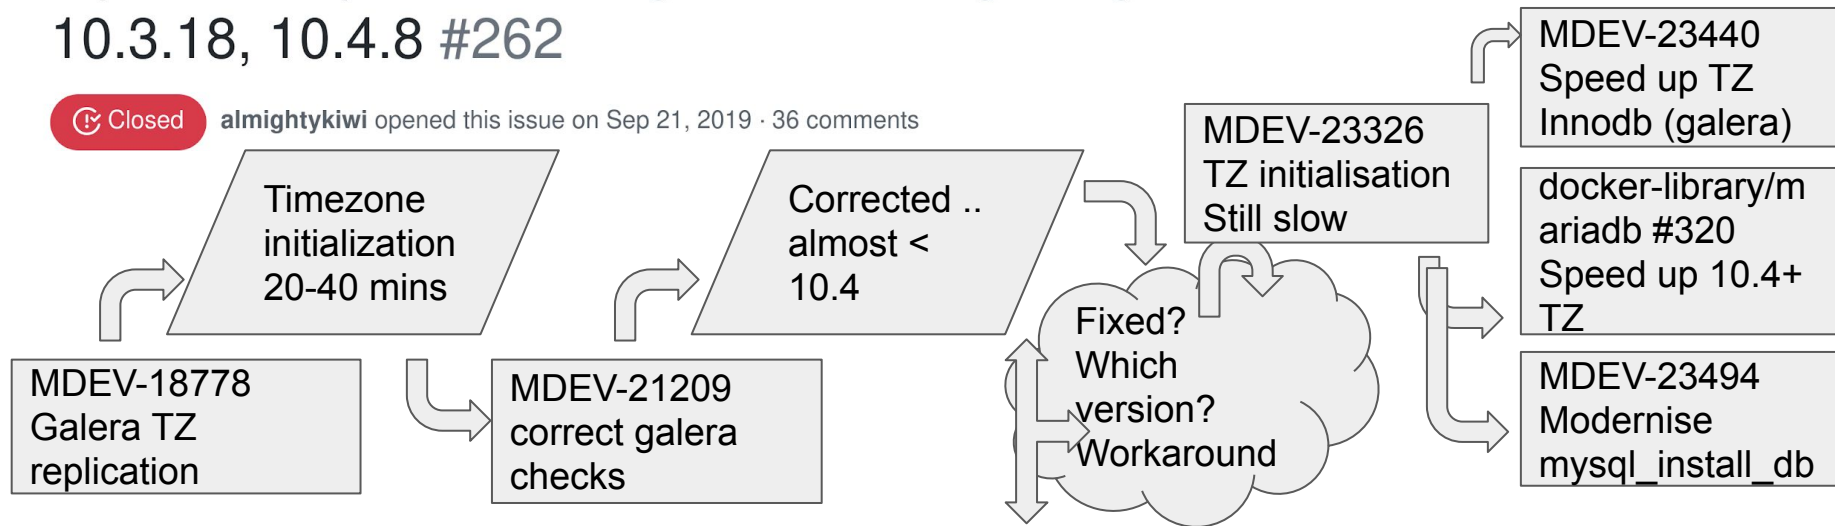 10.3.18, 10.4.8 #262
Closed
almightykiwi opened this issue on Sep 21, 2019 · 36 comments
MDEV-18778
Galera TZ
replication
Timezone
initialization
20-40 mins
MDEV-21209
correct galera
checks
Corrected ..
almost <
10.4
Fixed?
Which
version?
Workaround
MDEV-23326
TZ initialisation
Still slow
MDEV-23440
Speed up TZ
Innodb (galera)
docker-library/m
ariadb #320
Speed up 10.4+
TZ
MDEV-23494
Modernise
mysql_install_db